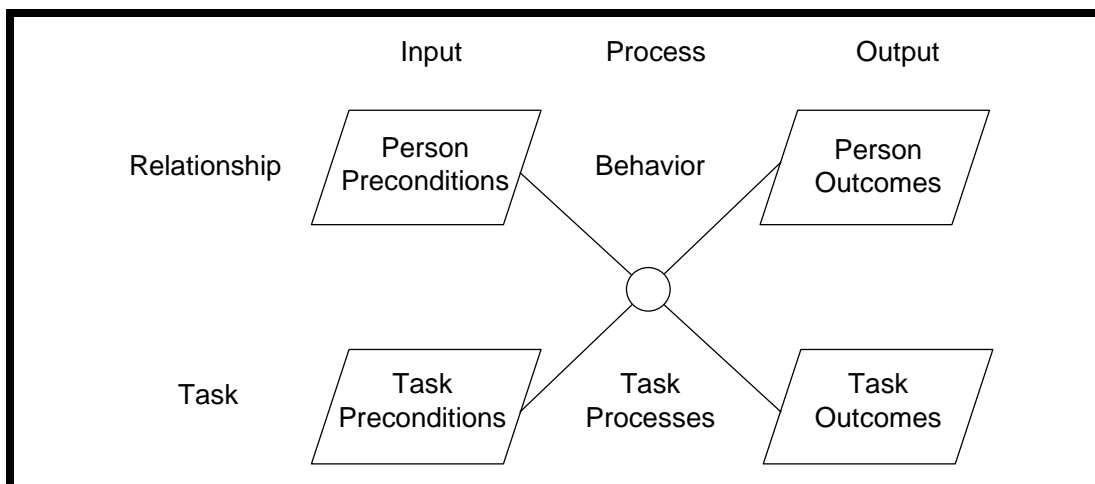 Input Process Output
Relationship
Person
Preconditions
Behavior
Person
Outcomes
Task
Task
Preconditions
Task
Processes
Task
Outcomes